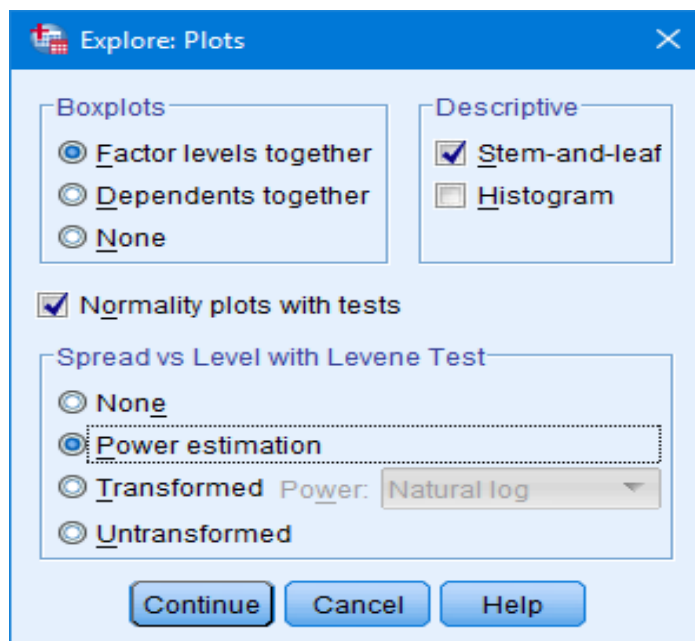 Explore: Plots
Boxplots
Factor levels together
Dependents together
None
Descriptive
Stem-and-leaf
Histogram
Normality plots with tests
Spread vs Level with Levene Test
None
Power estimation
Transformed Power: Natural log
Untransformed
Continue Cancel Help